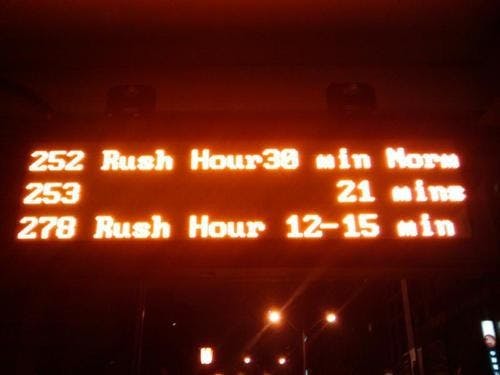 252 Rush Hour30 min Norm
253 21 mins
278 Rush Hour 12-15 min